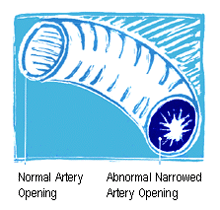 Normal Artery
Opening
Abnormal Narrowed
Artery Opening